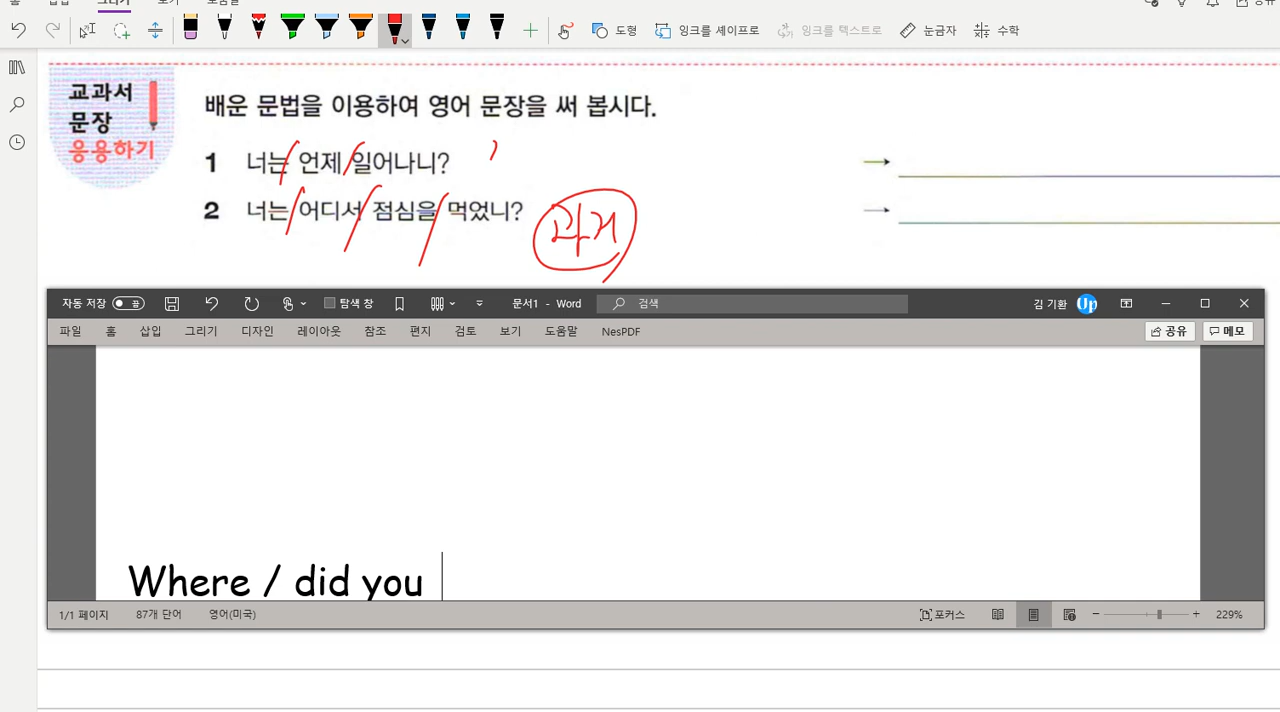 도형
잉크를 셰이프로
잉크를 텍스트로
눈금자
수학
교과서
문장
응용하기
배운 문법을 이용하여 영어 문장을 써 봅시다.
1 너는 / 언제 / 일어나니?
2 너는 / 어디서 / 점심을 / 먹었니?
과거
자동 저장
끔
탐색 창
문서1 - Word
검색
김 기환
Up
파일 홈 삽입 그리기 디자인 레이아웃 참조 편지 검토 보기 도움말 NesPDF
공유
메모
Where / did you
1/1 페이지 87개 단어 영어(미국)
포커스
229%